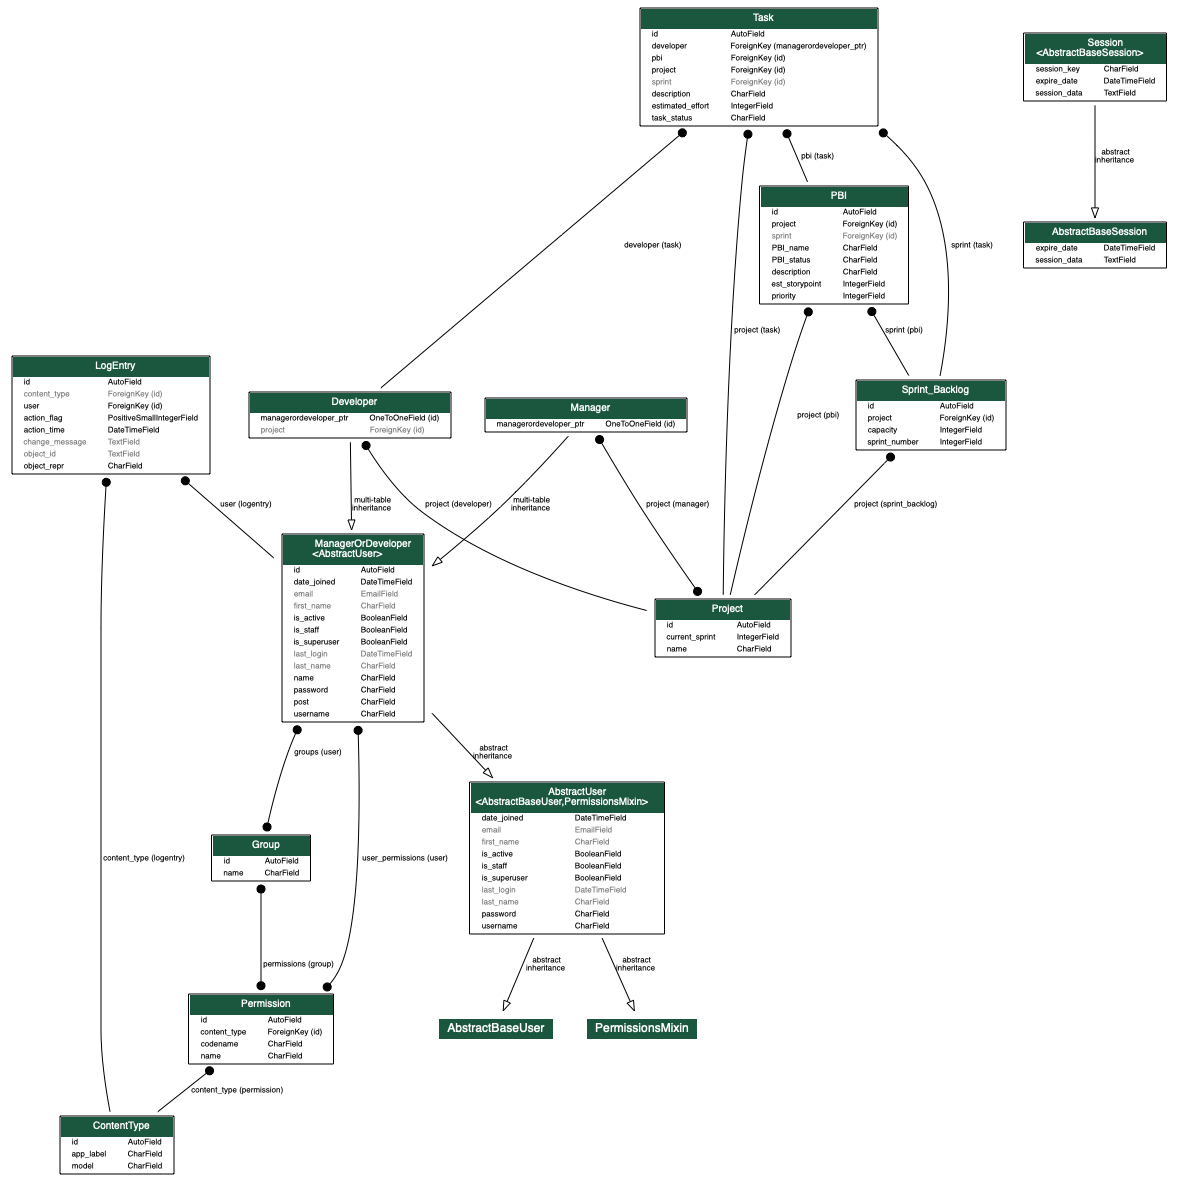 Task
id AutoField
developer ForeignKey (managerordeveloper_ptr)
pbi ForeignKey (id)
project ForeignKey (id)
sprint ForeignKey (id)
description CharField
estimated_effort IntegerField
task_status CharField
Session
<AbstractBaseSession>
session_key CharField
expire_date DateTimeField
session_data TextField
abstract
inheritance
AbstractBaseSession
expire_date DateTimeField
session_data TextField
pbi (task)
PBI
id AutoField
project ForeignKey (id)
sprint ForeignKey (id)
PBI_name CharField
PBI_status CharField
description CharField
est_storypoint IntegerField
priority IntegerField
developer (task)
sprint (task)
project (task)
sprint (pbi)
project (pbi)
LogEntry
id AutoField
content_type ForeignKey (id)
user ForeignKey (id)
action_flag PositiveSmallIntegerField
action_time DateTimeField
change_message TextField
object_id TextField
object_repr CharField
Developer
managerordeveloper_ptr OneToOneField (id)
project ForeignKey (id)
Manager
managerordeveloper_ptr OneToOneField (id)
Sprint_Backlog
id AutoField
project ForeignKey (id)
capacity IntegerField
sprint_number IntegerField
user (logentry)
multi-table
inheritance
project (developer)
multi-table
inheritance
project (manager)
project (sprint_backlog)
ManagerOrDeveloper
<AbstractUser>
id AutoField
date_joined DateTimeField
email EmailField
first_name CharField
is_active BooleanField
is_staff BooleanField
is_superuser BooleanField
last_login DateTimeField
last_name CharField
name CharField
password CharField
post CharField
username CharField
Project
id AutoField
current_sprint IntegerField
name CharField
groups (user)
abstract
inheritance
AbstractUser
<AbstractBaseUser,PermissionsMixin>
date_joined DateTimeField
email EmailField
first_name CharField
is_active BooleanField
is_staff BooleanField
is_superuser BooleanField
last_login DateTimeField
last_name CharField
password CharField
username CharField
Group
id AutoField
name CharField
content_type (logentry)
user_permissions (user)
permissions (group)
abstract
inheritance
abstract
inheritance
AbstractBaseUser
PermissionsMixin
Permission
id AutoField
content_type ForeignKey (id)
codename CharField
name CharField
content_type (permission)
ContentType
id AutoField
app_label CharField
model CharField